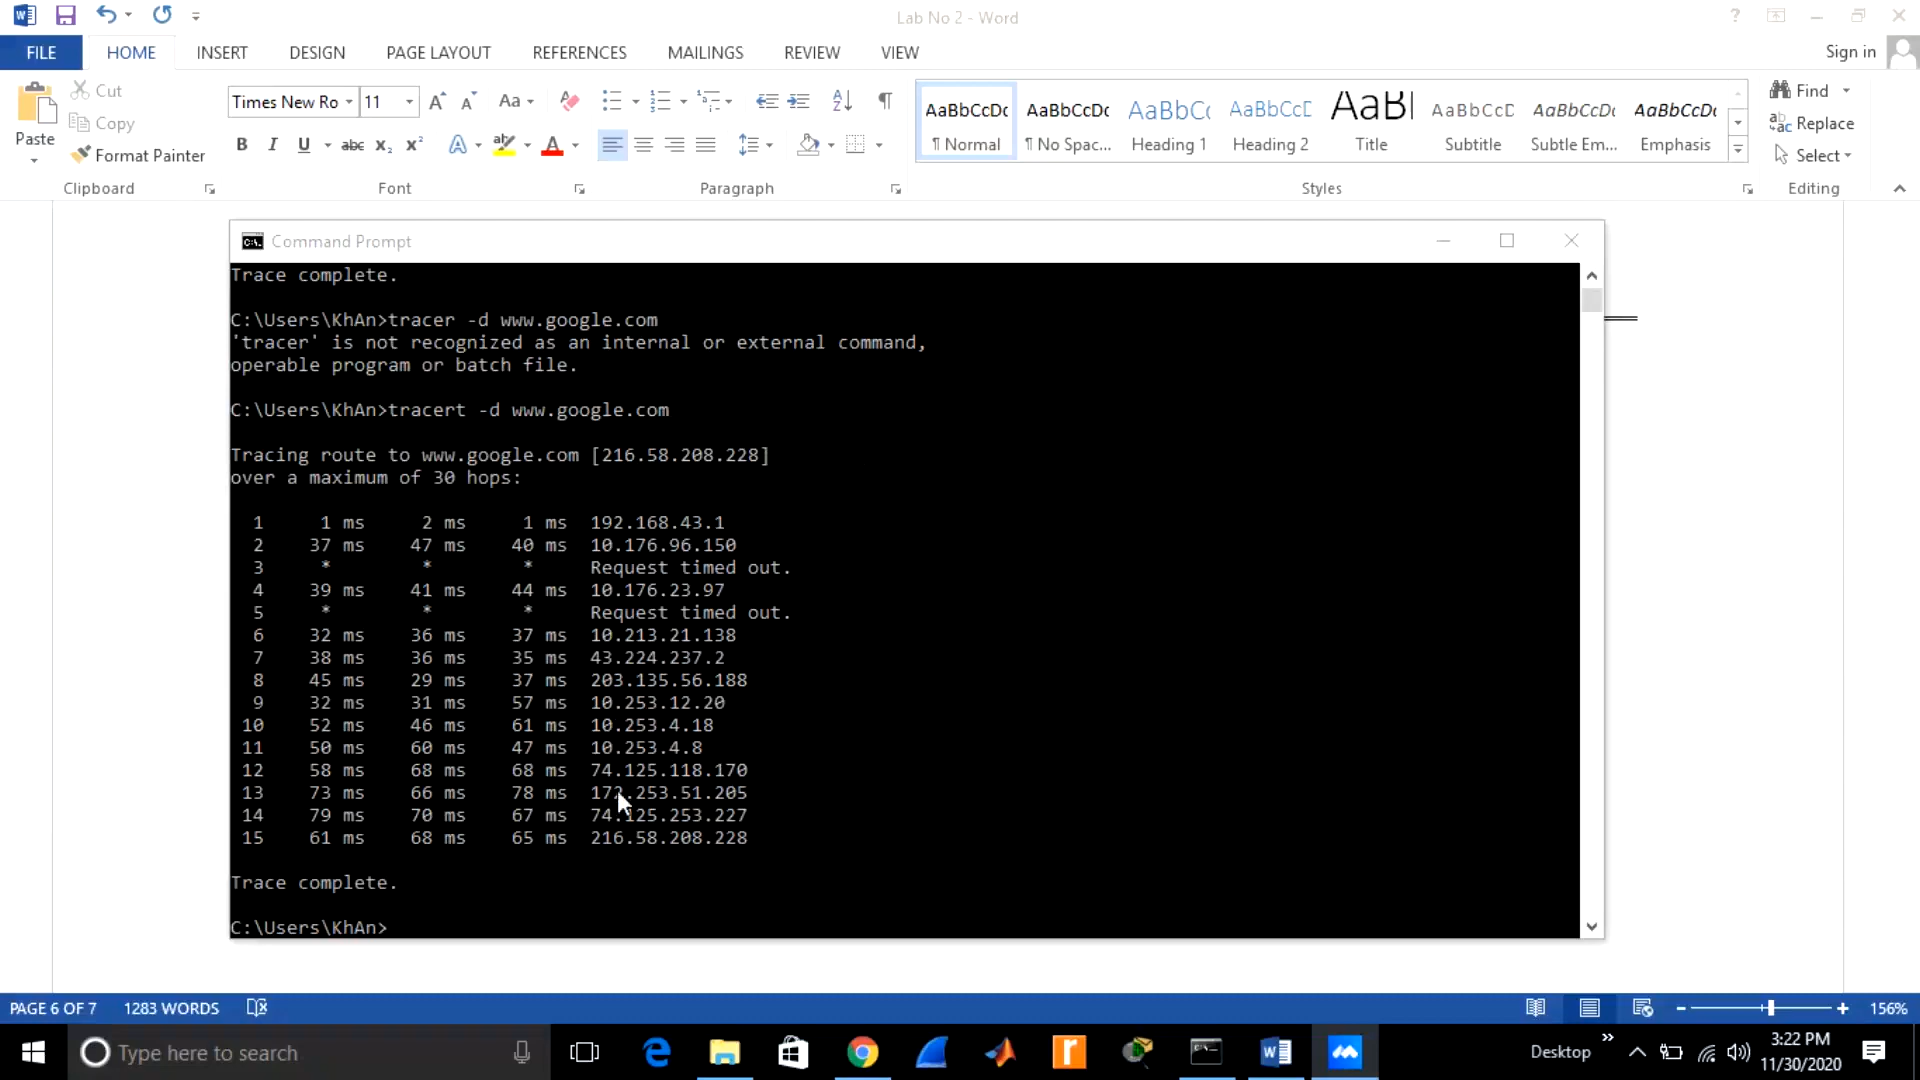 Lab No 2 - Word
FILE HOME INSERT DESIGN PAGE LAYOUT REFERENCES MAILINGS REVIEW VIEW Sign in
Cut
Copy
Paste
Format Painter
Clipboard
Times New Ro 11
Font
Paragraph
AaBbCcDc AaBbCcDc AaBbC AaBbCcD AaB AaBbCcD AaBbCcDc AaBbCcDc
¶ Normal ¶ No Spac... Heading 1 Heading 2 Title Subtitle Subtle Em... Emphasis
Styles
Find
Replace
Select
Editing
Command Prompt
Trace complete.
C:\Users\KhAn>tracer -d www.google.com
'tracer' is not recognized as an internal or external command,
operable program or batch file.
C:\Users\KhAn>tracert -d www.google.com
Tracing route to www.google.com [216.58.208.228]
over a maximum of 30 hops:
1 1 ms 2 ms 1 ms 192.168.43.1
2 37 ms 47 ms 40 ms 10.176.96.150
3 * * * Request timed out.
4 39 ms 41 ms 44 ms 10.176.23.97
5 * * * Request timed out.
6 32 ms 36 ms 37 ms 10.213.21.138
7 38 ms 36 ms 35 ms 43.224.237.2
8 45 ms 29 ms 37 ms 203.135.56.188
9 32 ms 31 ms 57 ms 10.253.12.20
10 52 ms 46 ms 61 ms 10.253.4.18
11 50 ms 60 ms 47 ms 10.253.4.8
12 58 ms 68 ms 68 ms 74.125.118.170
13 73 ms 66 ms 78 ms 172.253.51.205
14 79 ms 70 ms 67 ms 74.125.253.227
15 61 ms 68 ms 65 ms 216.58.208.228
Trace complete.
C:\Users\KhAn>
PAGE 6 OF 7 1283 WORDS 156%
Type here to search
Desktop
3:22 PM
11/30/2020